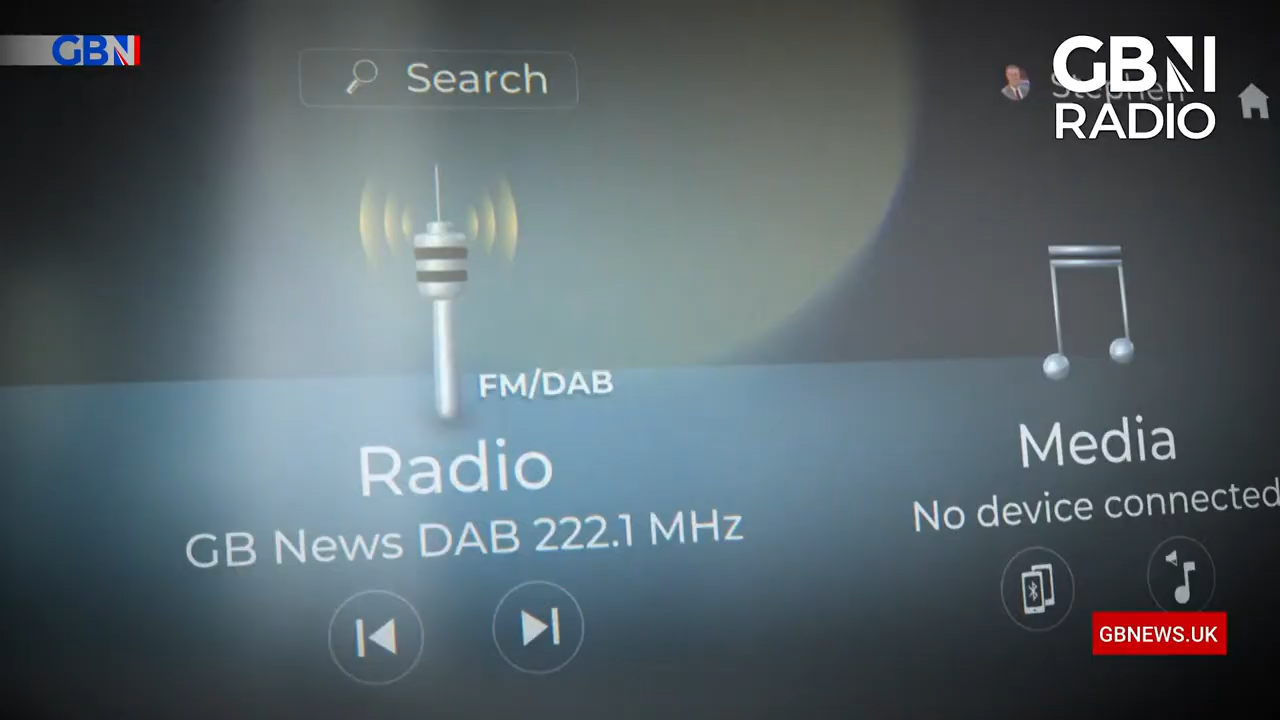 GBN
Search
Stephen
GBN
RADIO
FM/DAB
Radio
GB News DAB 222.1 MHz
Media
No device connected
GBNEWS.UK